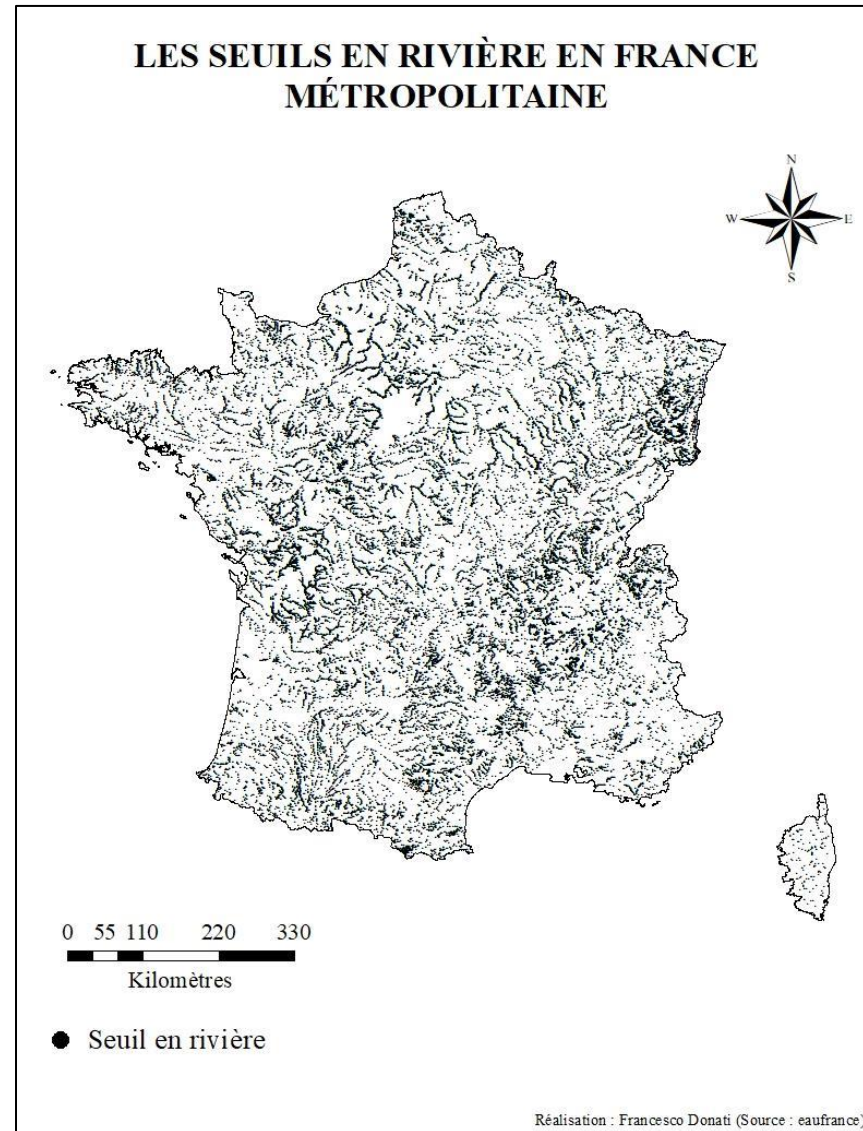 LES SEUILS EN RIVIÈRE EN FRANCE
MÉTROPOLITAINE
N
W
E
S
0 55 110 220 330
Kilomètres
Seuil en rivière
Réalisation : Francesco Donati (Source : eaufrance)